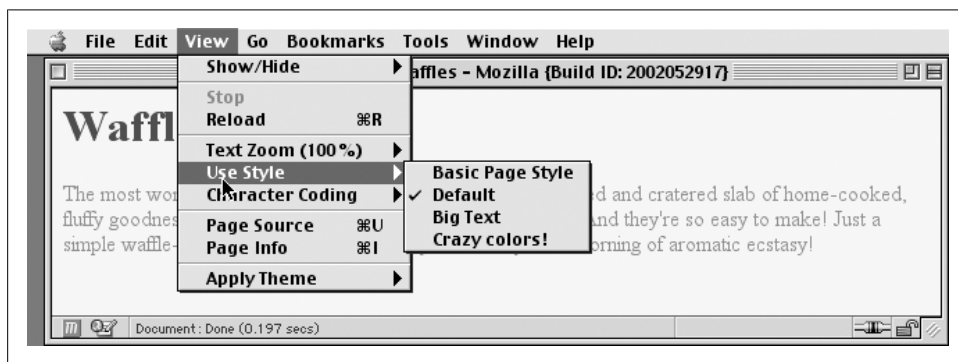 File Edit View Go Bookmarks Tools Window Help
affles - Mozilla {Build ID: 2002052917}
Show/Hide
Stop
Reload ⌘R
Text Zoom (100%)
Use Style
Character Coding
Page Source ⌘U
Page Info ⌘I
Apply Theme
Basic Page Style
✓ Default
Big Text
Crazy colors!
Waffl
The most wor ed and cratered slab of home-cooked,
fluffy goodnes And they're so easy to make! Just a
simple waffle- orning of aromatic ecstasy!
Document: Done (0.197 secs)